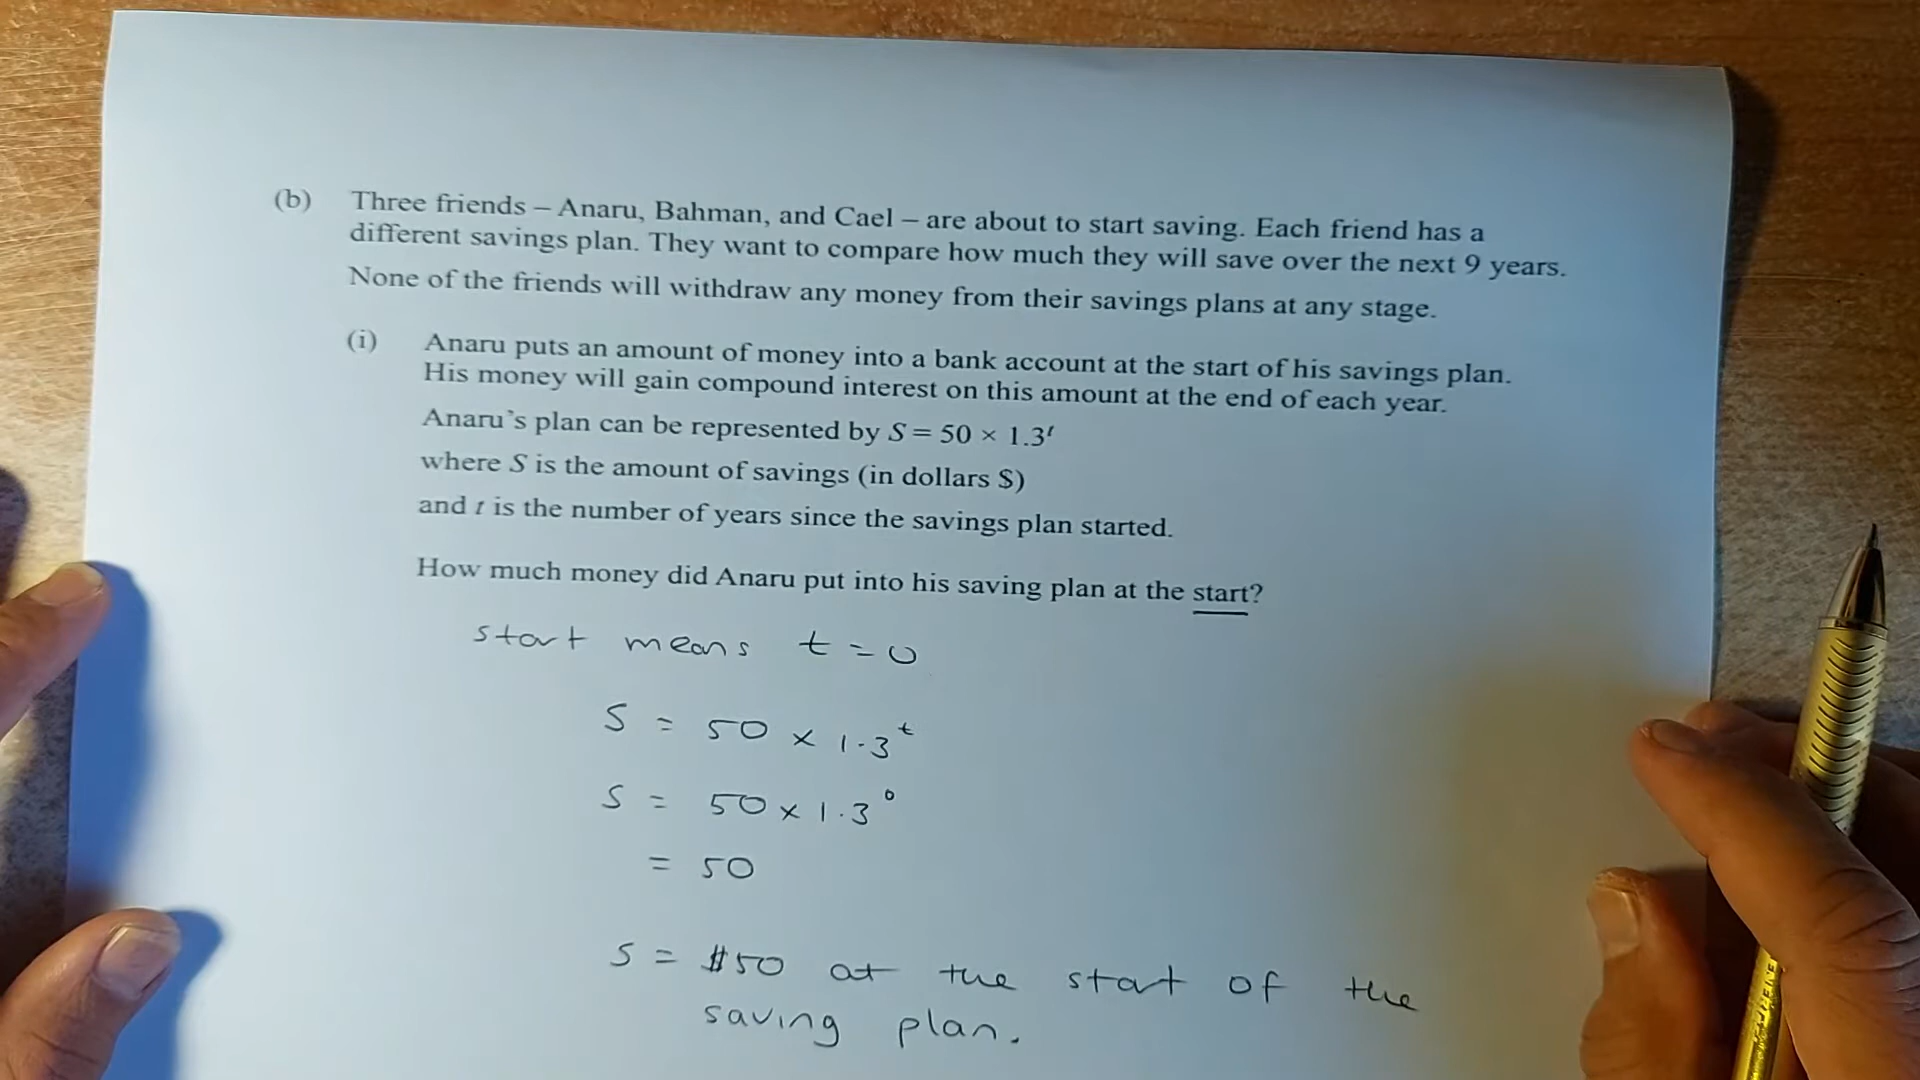 (b) Three friends – Anaru, Bahman, and Cael – are about to start saving. Each friend has a
different savings plan. They want to compare how much they will save over the next 9 years.
None of the friends will withdraw any money from their savings plans at any stage.
(i) Anaru puts an amount of money into a bank account at the start of his savings plan.
His money will gain compound interest on this amount at the end of each year.
Anaru's plan can be represented by S = 50 × 1.3^t
where S is the amount of savings (in dollars $)
and t is the number of years since the savings plan started.
How much money did Anaru put into his saving plan at the start?
start means t = 0
S = 50 × 1.3^t
S = 50 × 1.3^0
= 50
S = $50 at the start of the
saving plan.